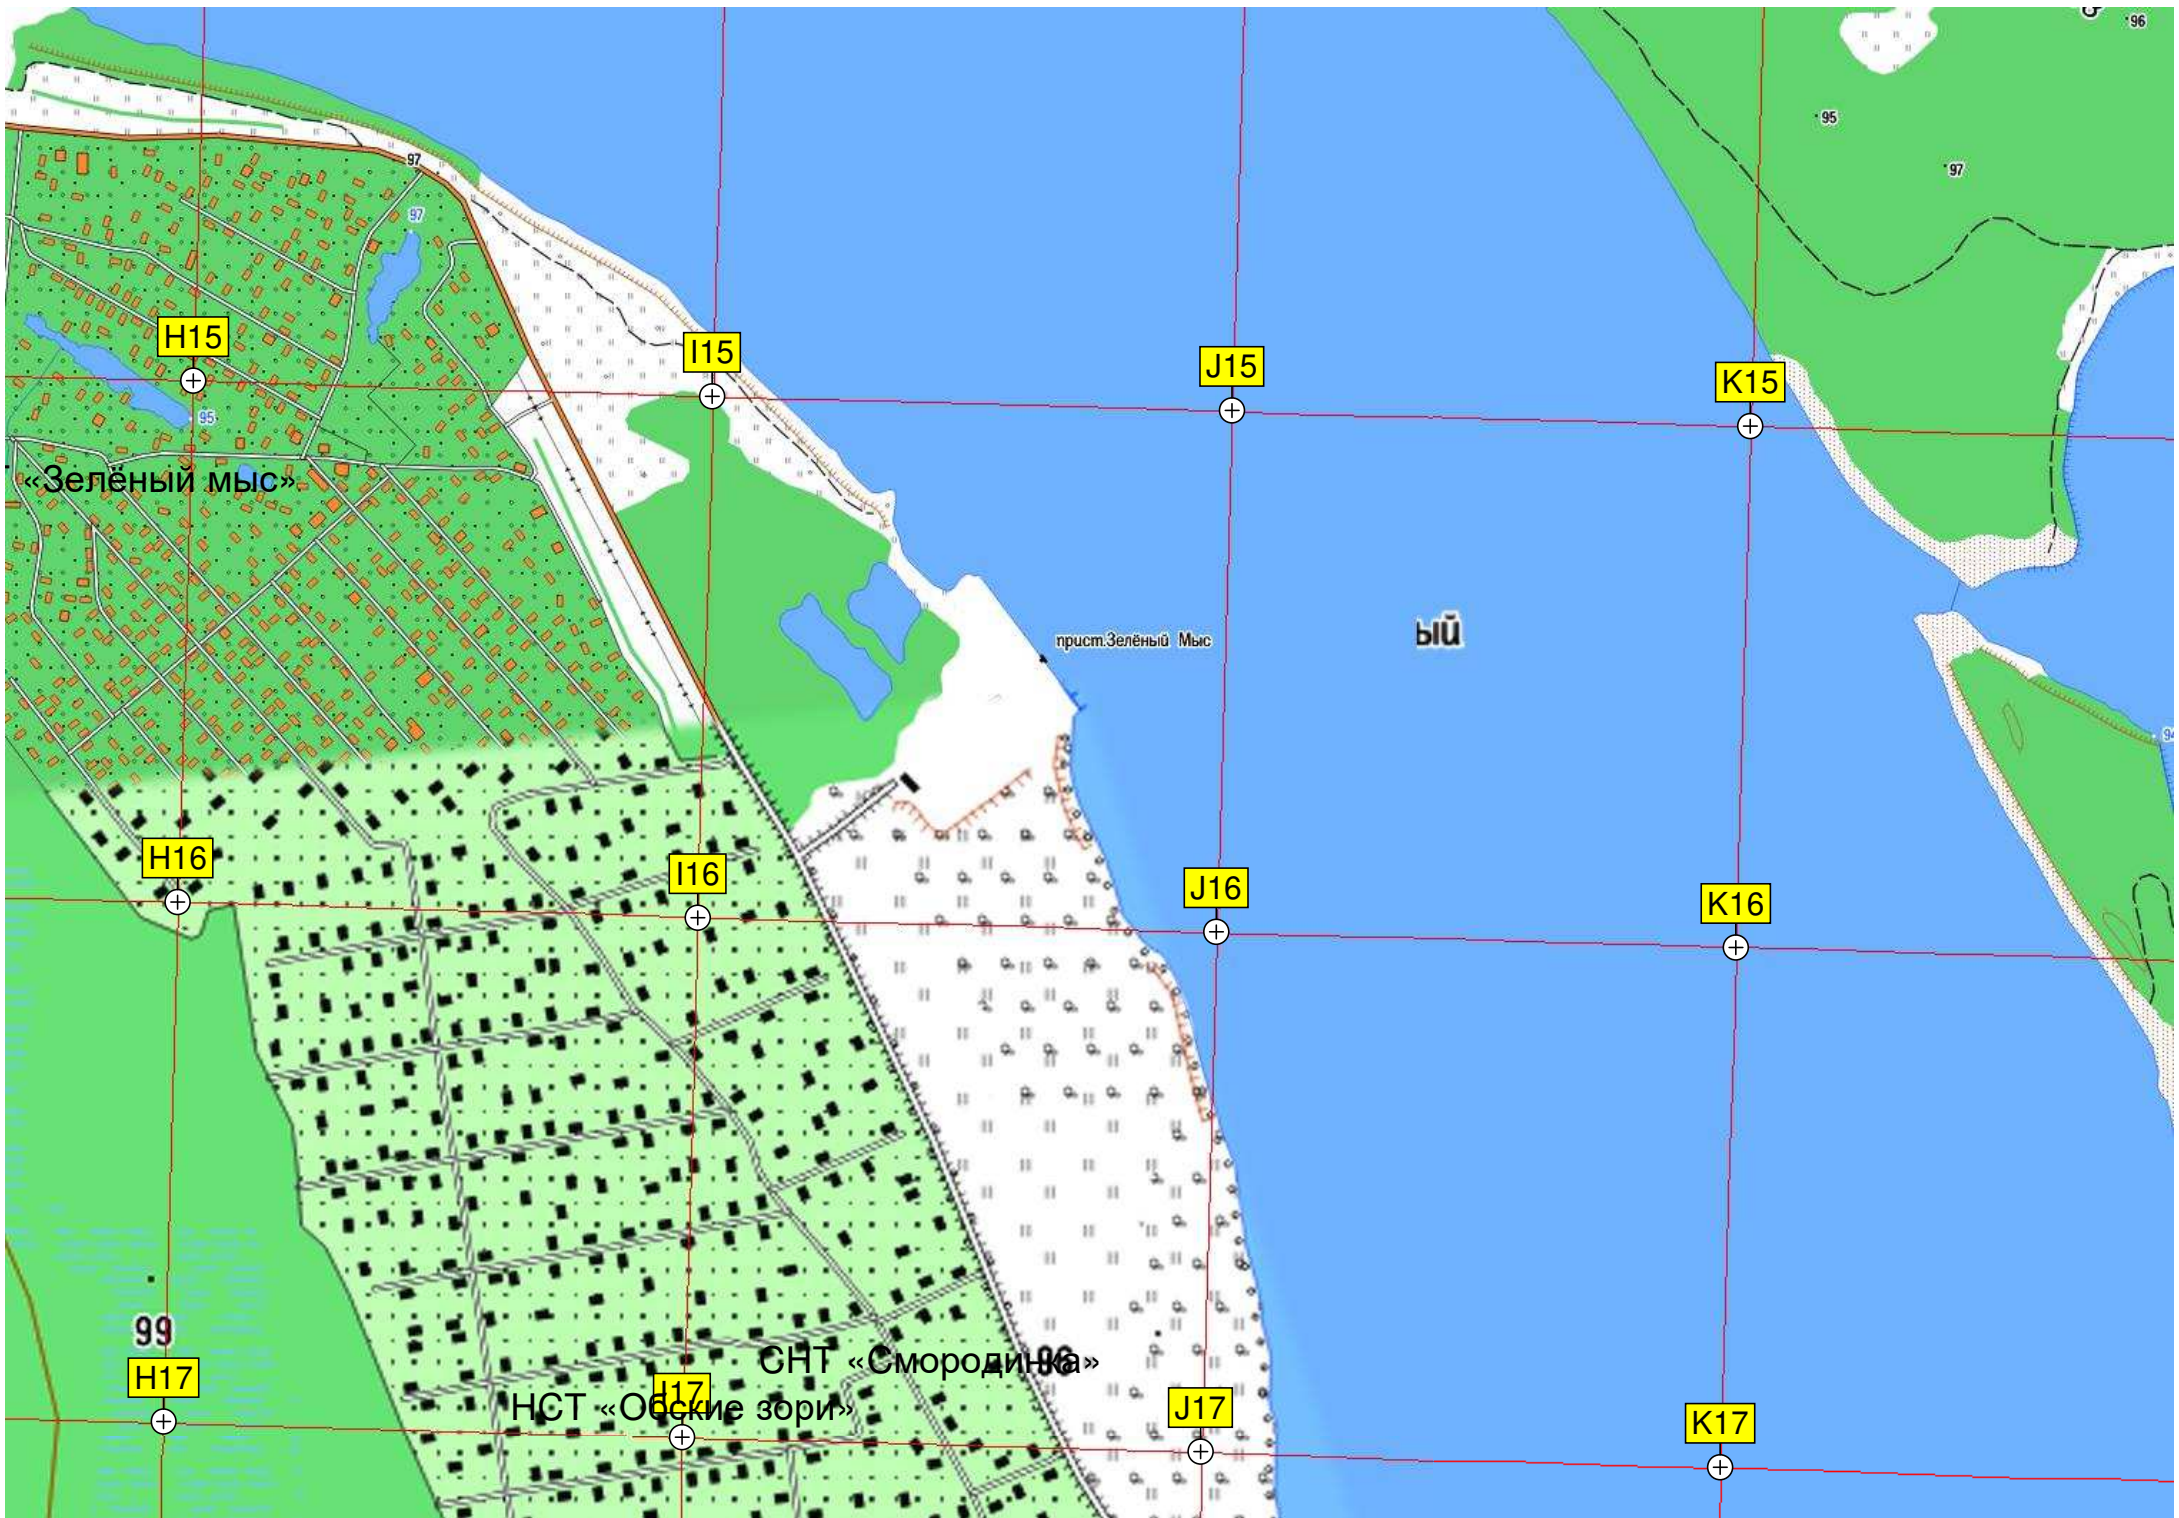 96
95
97
97
97
H15
I15
J15
K15
95
«Зелёный мыс»
прист.Зелёный Мыс
ый
H16
I16
J16
K16
99
СНТ «Смородинка»
H17
I17
НСТ «Обские зори»
J17
K17